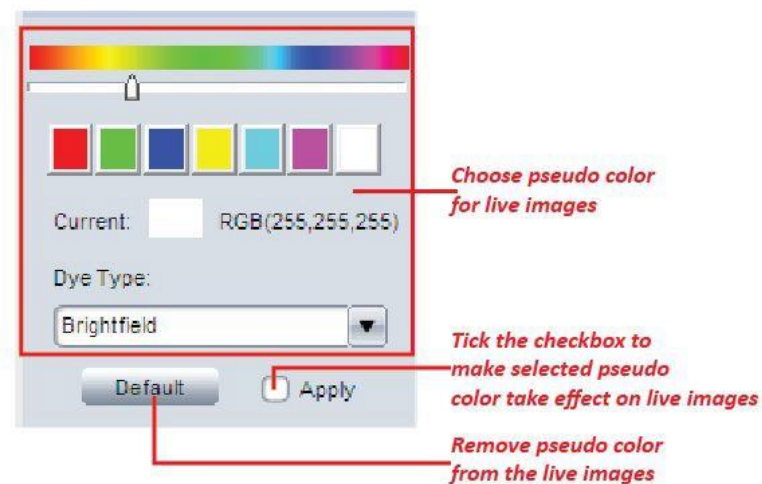 Choose pseudo color
for live images
Current: RGB(255,255,255)
Dye Type:
Brightfield
Tick the checkbox to
make selected pseudo
color take effect on live images
Default Apply
Remove pseudo color
from the live images